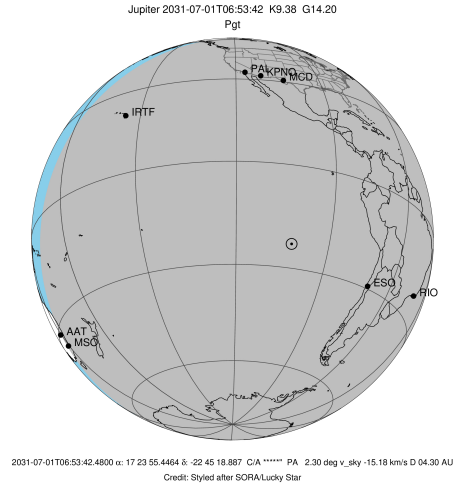 Jupiter 2031-07-01T06:53:42 K9.38 G14.20
Pgt
PAL
KPNO
MCD
IRTF
ESO
RIO
AAT
MSO
2031-07-01T06:53:42.4800 α: 17 23 55.4464 δ: -22 45 18.887 C/A *****" PA 2.30 deg v_sky -15.18 km/s D 04.30 AU
Credit: Styled after SORA/Lucky Star